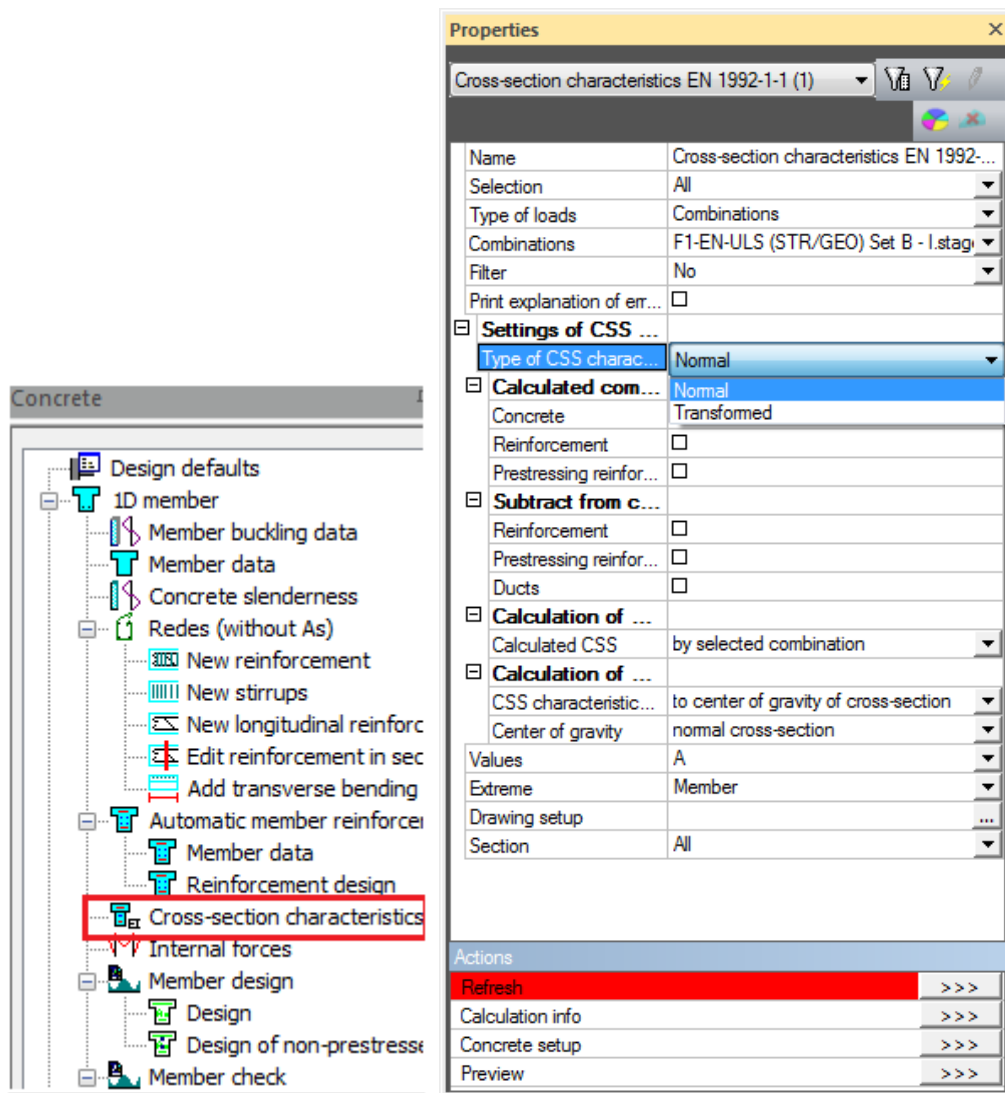 Concrete
Design defaults
1D member
Member buckling data
Member data
Concrete slenderness
Redes (without As)
New reinforcement
New stirrups
New longitudinal reinforc
Edit reinforcement in sec
Add transverse bending
Automatic member reinforcer
Member data
Reinforcement design
Cross-section characteristics
Internal forces
Member design
Design
Design of non-prestresse
Member check
Properties
Cross-section characteristics EN 1992-1-1 (1)
Name Cross-section characteristics EN 1992-...
Selection All
Type of loads Combinations
Combinations F1-EN-ULS (STR/GEO) Set B - I.stag
Filter No
Print explanation of err...
Settings of CSS ...
Type of CSS charac... Normal
Calculated com... Normal
Concrete Transformed
Reinforcement
Prestressing reinfor...
Subtract from c...
Reinforcement
Prestressing reinfor...
Ducts
Calculation of ...
Calculated CSS by selected combination
Calculation of ...
CSS characteristic... to center of gravity of cross-section
Center of gravity normal cross-section
Values A
Extreme Member
Drawing setup ...
Section All
Actions
Refresh >>>
Calculation info >>>
Concrete setup >>>
Preview >>>